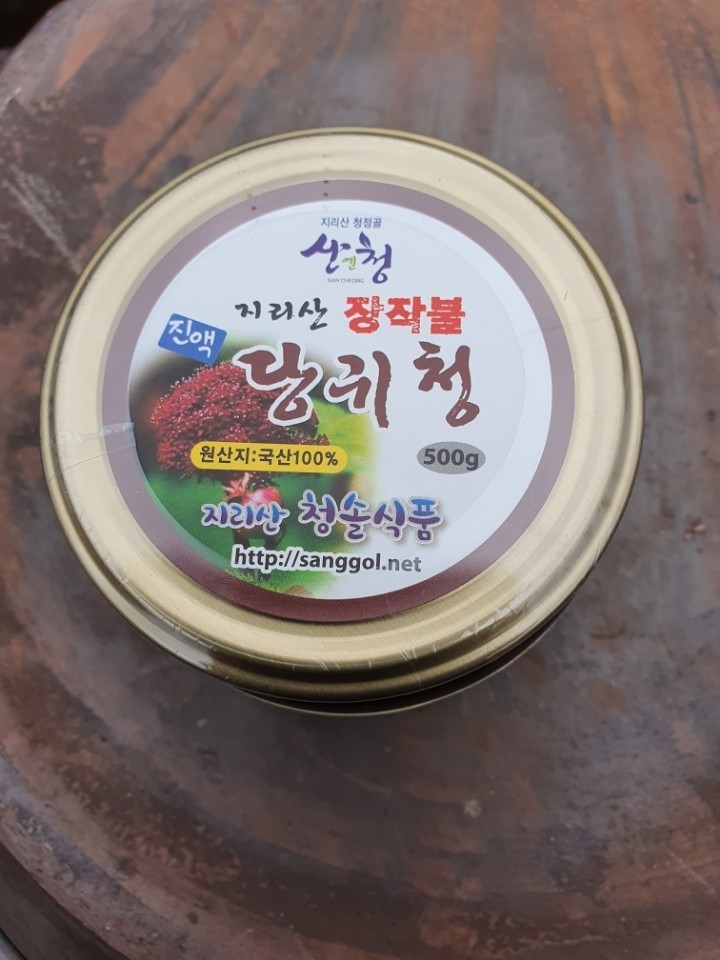 지리산 청정골
산엔청
SAN CHEONG
지리산 장작불
진액
당귀청
원산지:국산100%
500g
지리산 청솔식품
http://sanggol.net